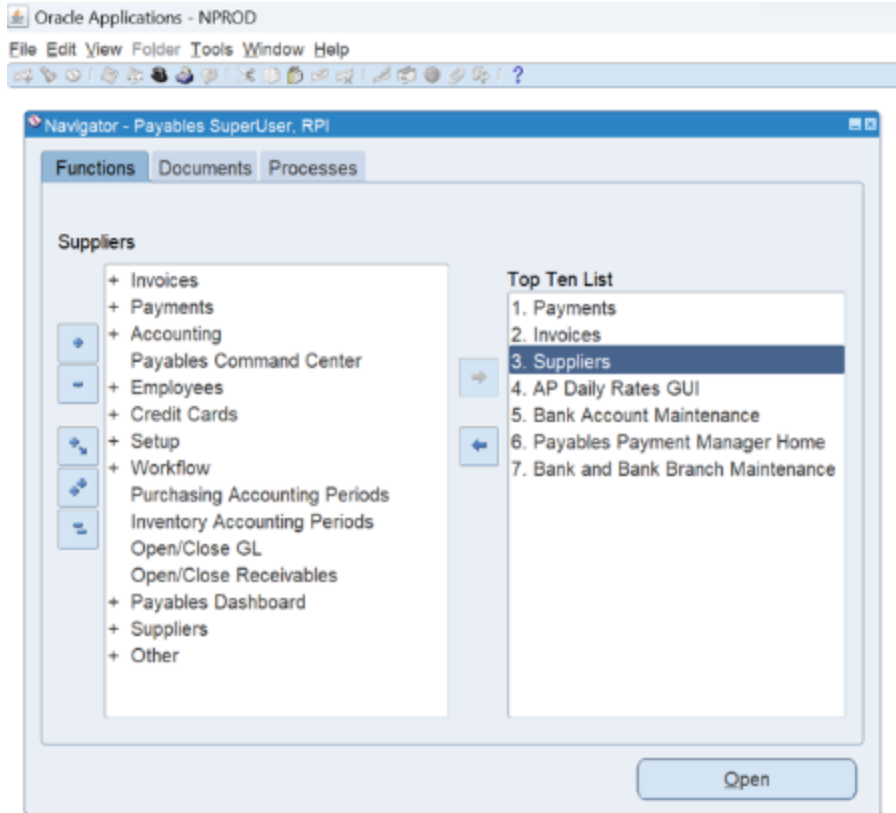 Oracle Applications - NPROD
File Edit View Folder Tools Window Help
Navigator - Payables SuperUser, RPI
Functions Documents Processes
Suppliers
+ Invoices
+ Payments
+ Accounting
Payables Command Center
+ Employees
+ Credit Cards
+ Setup
+ Workflow
Purchasing Accounting Periods
Inventory Accounting Periods
Open/Close GL
Open/Close Receivables
+ Payables Dashboard
+ Suppliers
+ Other
Top Ten List
1. Payments
2. Invoices
3. Suppliers
4. AP Daily Rates GUI
5. Bank Account Maintenance
6. Payables Payment Manager Home
7. Bank and Bank Branch Maintenance
Open